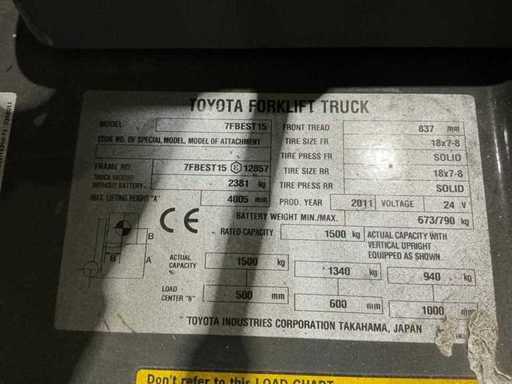 TOYOTA FORKLIFT TRUCK
MODEL 7FBEST15 FRONT TREAD 837 mm
CODE NO. OF SPECIAL MODEL, MODEL OF ATTACHMENT TIRE SIZE FR 18x7-8
TIRE PRESS FR SOLID
FRAME NO. 7FBEST15 E 12857 TIRE SIZE RR 18x7-8
TRUCK WEIGHT WITHOUT BATTERY 2381 kg TIRE PRESS RR SOLID
MAX. LIFTING HEIGHT "A" 4005 mm PROD. YEAR 2011 VOLTAGE 24 V
BATTERY WEIGHT MIN./MAX. 673/790 kg
CE RATED CAPACITY 1500 kg ACTUAL CAPACITY WITH
VERTICAL UPRIGHT
EQUIPPED AS SHOWN
B
B A
ACTUAL CAPACITY % 1500 kg 1340 kg 940 kg
LOAD CENTER "B" 500 mm 600 mm 1000 mm
TOYOTA INDUSTRIES CORPORATION TAKAHAMA, JAPAN
Don't refer to this LOAD CHART